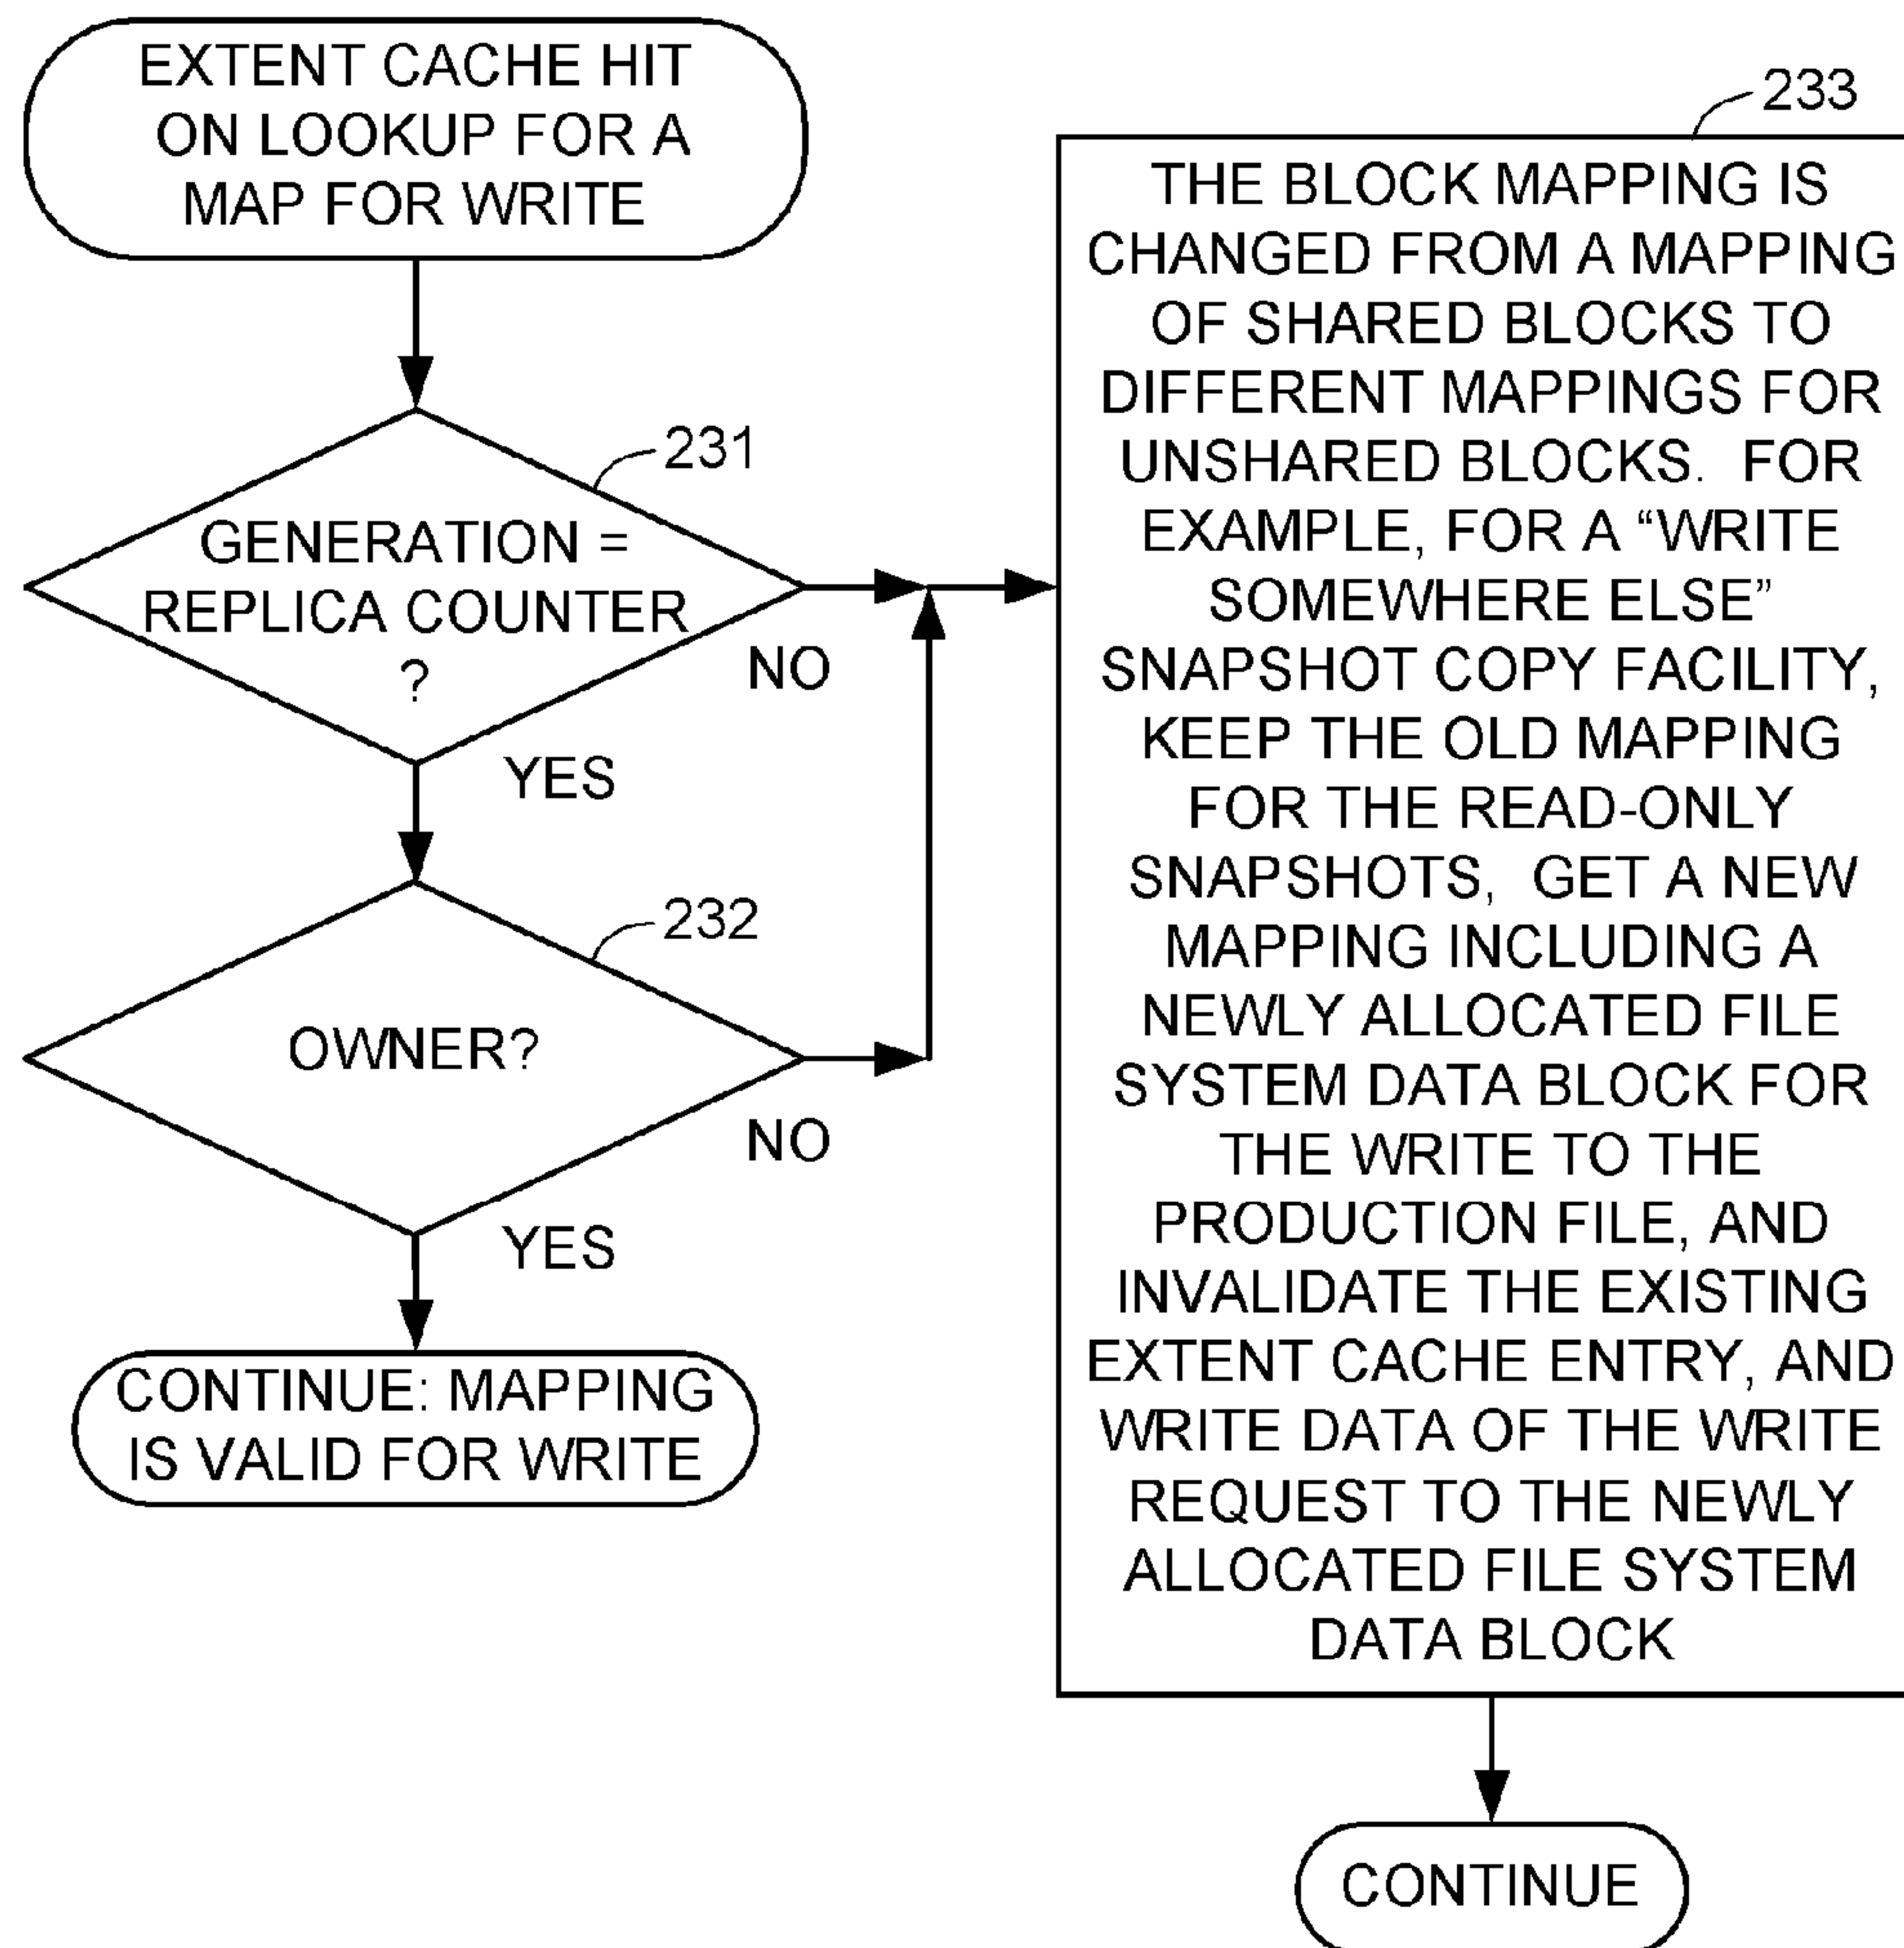 EXTENT CACHE HIT
ON LOOKUP FOR A
MAP FOR WRITE
231
GENERATION =
REPLICA COUNTER
?
NO
YES
232
OWNER?
NO
YES
CONTINUE: MAPPING
IS VALID FOR WRITE
233
THE BLOCK MAPPING IS
CHANGED FROM A MAPPING
OF SHARED BLOCKS TO
DIFFERENT MAPPINGS FOR
UNSHARED BLOCKS. FOR
EXAMPLE, FOR A “WRITE
SOMEWHERE ELSE”
SNAPSHOT COPY FACILITY,
KEEP THE OLD MAPPING
FOR THE READ-ONLY
SNAPSHOTS, GET A NEW
MAPPING INCLUDING A
NEWLY ALLOCATED FILE
SYSTEM DATA BLOCK FOR
THE WRITE TO THE
PRODUCTION FILE, AND
INVALIDATE THE EXISTING
EXTENT CACHE ENTRY, AND
WRITE DATA OF THE WRITE
REQUEST TO THE NEWLY
ALLOCATED FILE SYSTEM
DATA BLOCK
CONTINUE